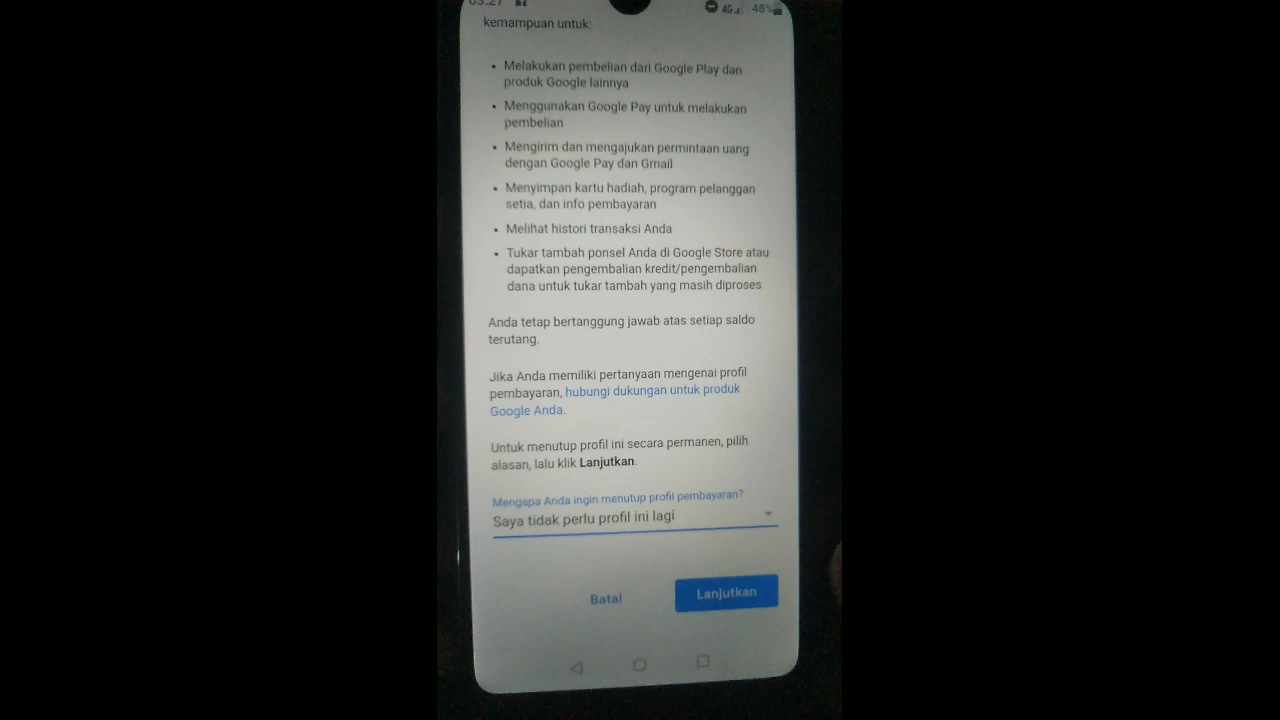 03.27
4G 48%
kemampuan untuk:
• Melakukan pembelian dari Google Play dan
produk Google lainnya
• Menggunakan Google Pay untuk melakukan
pembelian
• Mengirim dan mengajukan permintaan uang
dengan Google Pay dan Gmail
• Menyimpan kartu hadiah, program pelanggan
setia, dan info pembayaran
• Melihat histori transaksi Anda
• Tukar tambah ponsel Anda di Google Store atau
dapatkan pengembalian kredit/pengembalian
dana untuk tukar tambah yang masih diproses
Anda tetap bertanggung jawab atas setiap saldo
terutang.
Jika Anda memiliki pertanyaan mengenai profil
pembayaran, hubungi dukungan untuk produk
Google Anda.
Untuk menutup profil ini secara permanen, pilih
alasan, lalu klik Lanjutkan.
Mengapa Anda ingin menutup profil pembayaran?
Saya tidak perlu profil ini lagi
Batal
Lanjutkan